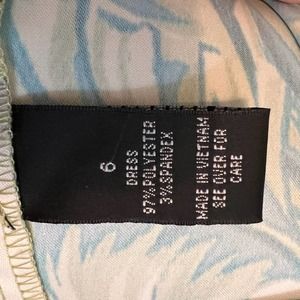 6
DRESS
97%POLYESTER
3%SPANDEX
MADE IN VIETNAM
SEE OVER FOR
CARE